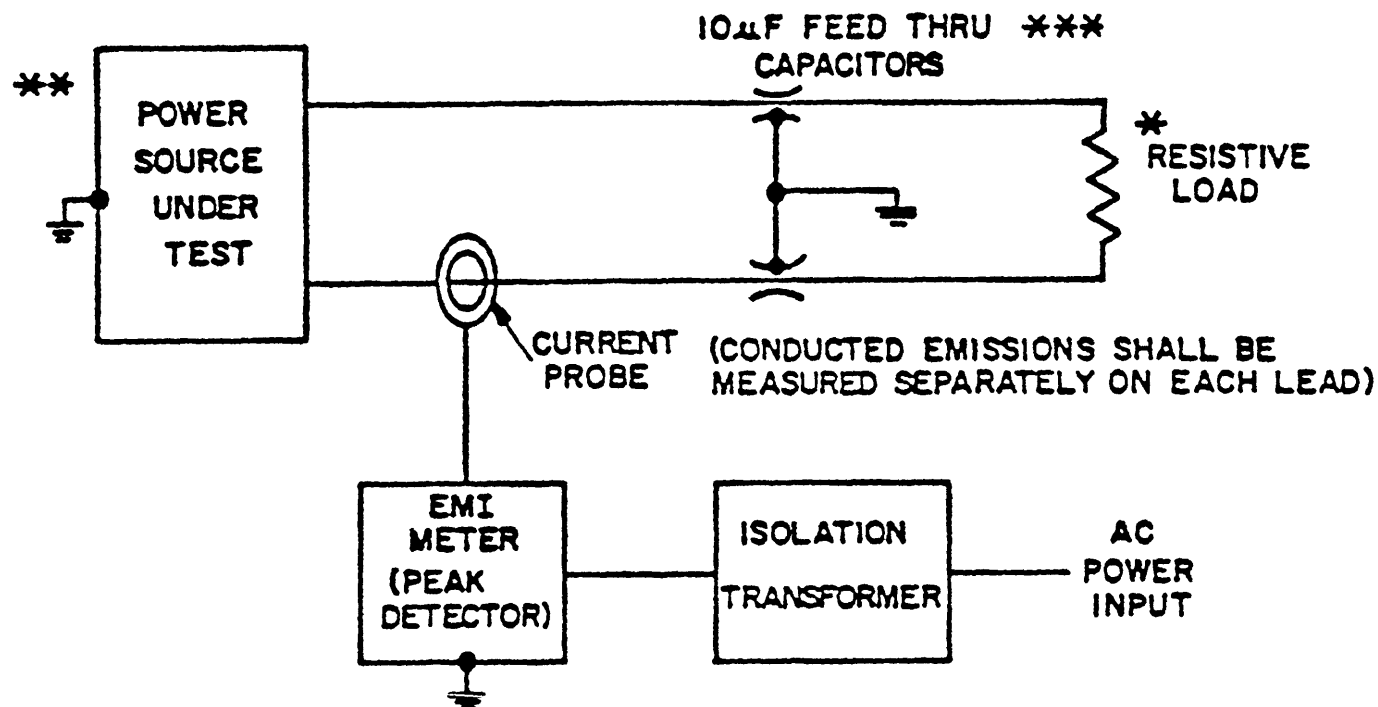 10µF FEED THRU ***
CAPACITORS
**
POWER
SOURCE
UNDER
TEST
*
RESISTIVE
LOAD
CURRENT
PROBE
(CONDUCTED EMISSIONS SHALL BE
MEASURED SEPARATELY ON EACH LEAD)
EMI
METER
(PEAK
DETECTOR)
ISOLATION
TRANSFORMER
AC
POWER
INPUT